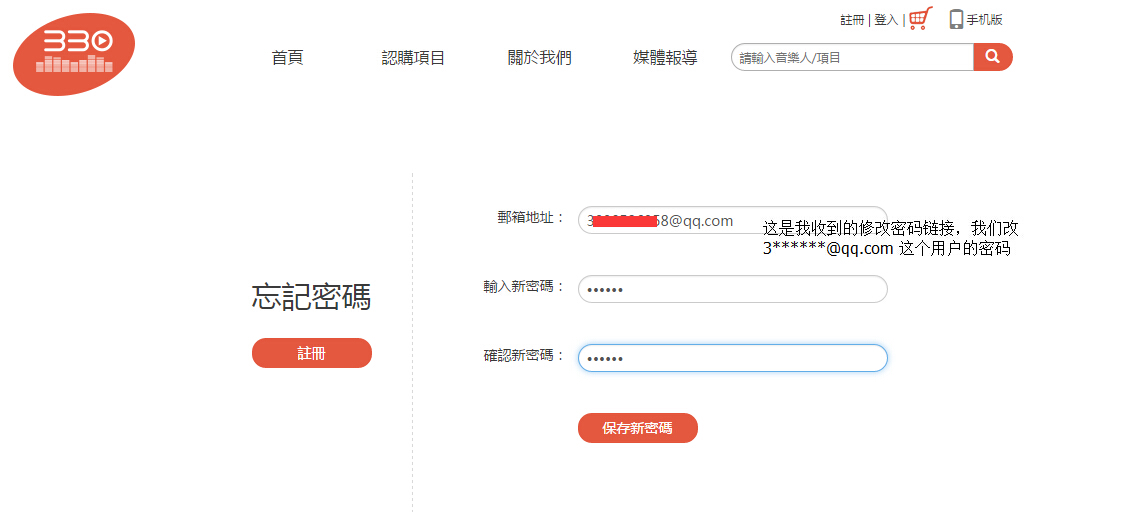 330
註冊 | 登入 |
手机版
首頁
認購項目
關於我們
媒體報導
請輸入音樂人/項目
忘記密碼
註冊
郵箱地址：
8@qq.com
这是我收到的修改密码链接，我们改
3******@qq.com 这个用户的密码
輸入新密碼：
••••••
確認新密碼：
••••••
保存新密碼